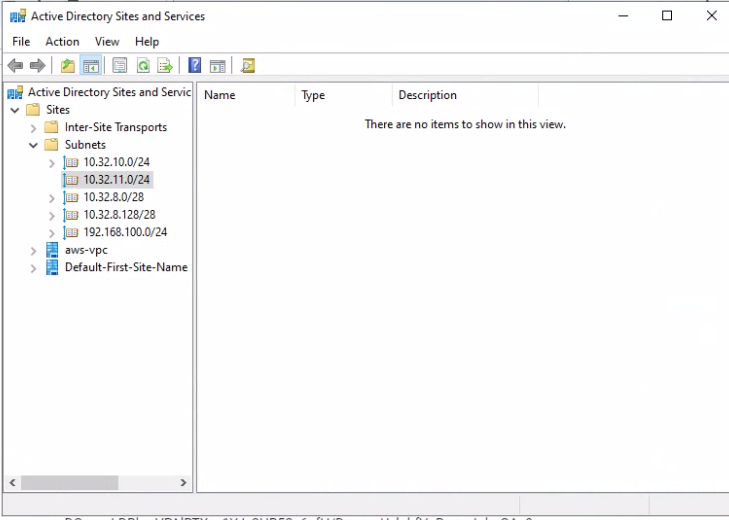 Active Directory Sites and Services
File Action View Help
Active Directory Sites and Servic
Name Type Description
Sites
There are no items to show in this view.
Inter-Site Transports
Subnets
10.32.10.0/24
10.32.11.0/24
10.32.8.0/28
10.32.8.128/28
192.168.100.0/24
aws-vpc
Default-First-Site-Name